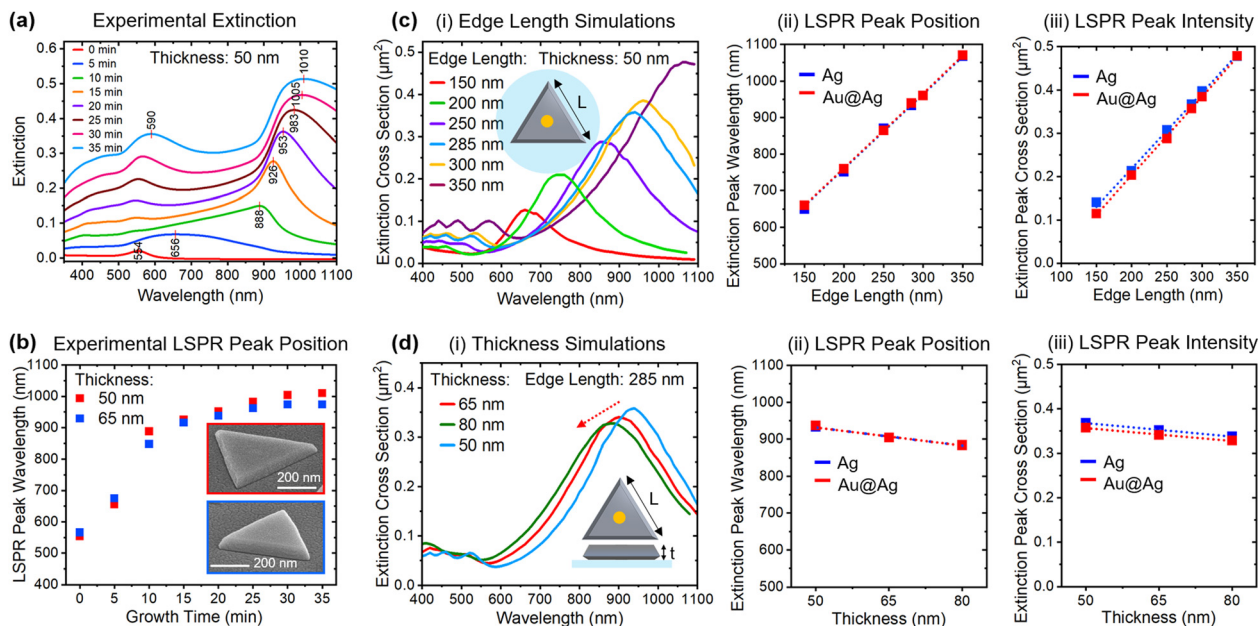 (a) Experimental Extinction
Extinction
0.6
0.5
0.4
0.3
0.2
0.1
0.0
0 min
5 min
10 min
15 min
20 min
25 min
30 min
35 min
Thickness: 50 nm
590
1010
1005
983
953
926
888
554
656
400 500 600 700 800 900 1000 1100
Wavelength (nm)
(c) (i) Edge Length Simulations
Extinction Cross Section (µm²)
0.5
0.4
0.3
0.2
0.1
0.0
Edge Length: Thickness: 50 nm
150 nm
200 nm
250 nm
285 nm
300 nm
350 nm
L
400 500 600 700 800 900 1000 1100
Wavelength (nm)
(ii) LSPR Peak Position
Extinction Peak Wavelength (nm)
1100
1000
900
800
700
600
500
Ag
Au@Ag
150 200 250 300 350
Edge Length (nm)
(iii) LSPR Peak Intensity
Extinction Peak Cross Section (µm²)
0.5
0.4
0.3
0.2
0.1
0.0
Ag
Au@Ag
100 150 200 250 300 350
Edge Length (nm)
(b) Experimental LSPR Peak Position
LSPR Peak Wavelength (nm)
1100
1000
900
800
700
600
500
400
Thickness:
50 nm
65 nm
200 nm
200 nm
0 5 10 15 20 25 30 35
Growth Time (min)
(d) (i) Thickness Simulations
Extinction Cross Section (µm²)
0.4
0.3
0.2
0.1
0.0
Thickness: Edge Length: 285 nm
65 nm
80 nm
50 nm
L
t
400 500 600 700 800 900 1000 1100
Wavelength (nm)
(ii) LSPR Peak Position
Extinction Peak Wavelength (nm)
1100
1000
900
800
700
600
500
Ag
Au@Ag
50 65 80
Thickness (nm)
(iii) LSPR Peak Intensity
Extinction Peak Cross Section (µm²)
0.5
0.4
0.3
0.2
0.1
0.0
Ag
Au@Ag
50 65 80
Thickness (nm)